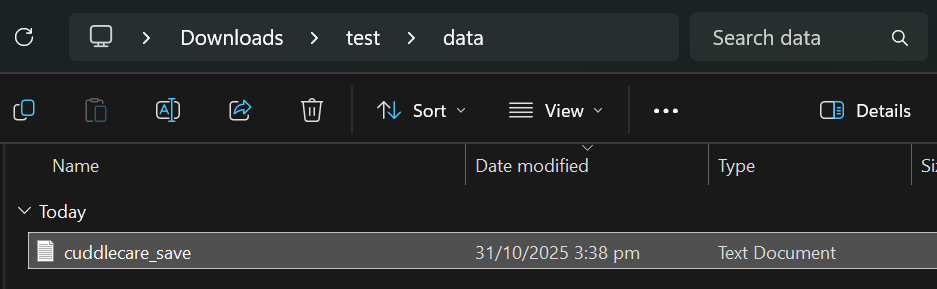 Downloads > test > data Search data
Sort View Details
Name Date modified Type
Today
cuddlecare_save 31/10/2025 3:38 pm Text Document